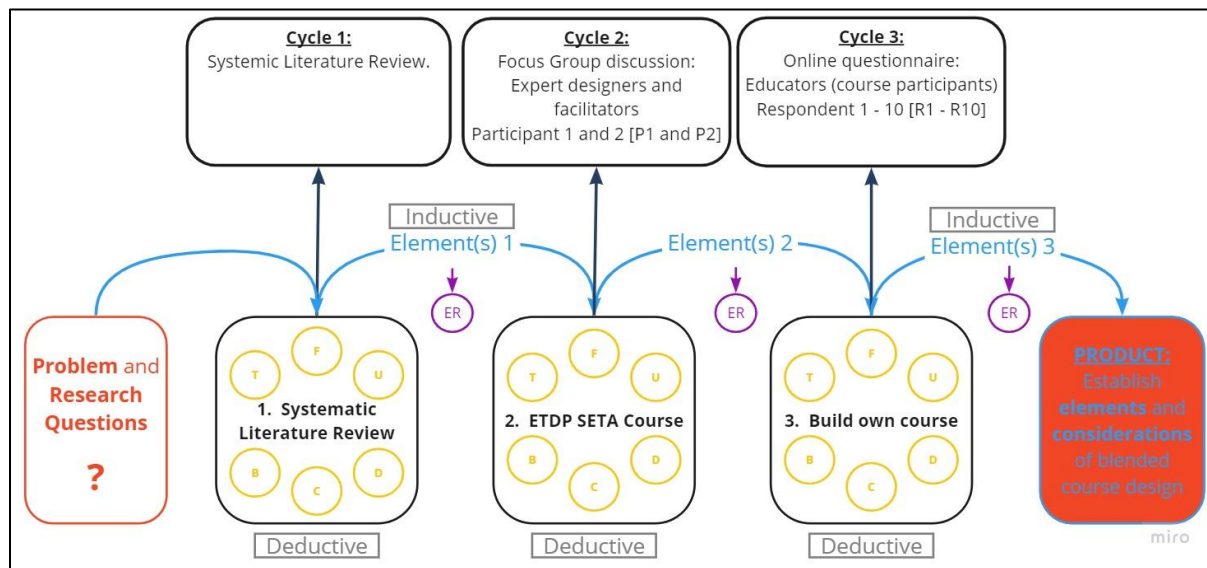 Cycle 1:
Systemic Literature Review.
Cycle 2:
Focus Group discussion:
Expert designers and
facilitators
Participant 1 and 2 [P1 and P2]
Cycle 3:
Online questionnaire:
Educators (course participants)
Respondent 1 - 10 [R1 - R10]
Inductive
Element(s) 1
ER
Element(s) 2
ER
Inductive
Element(s) 3
ER
Problem and
Research
Questions
?
F
T
U
1. Systematic
Literature Review
B
D
C
Deductive
F
T
U
2. ETDP SETA Course
B
D
C
Deductive
F
T
U
3. Build own course
B
D
C
Deductive
PRODUCT:
Establish
elements and
considerations
of blended
course design
miro